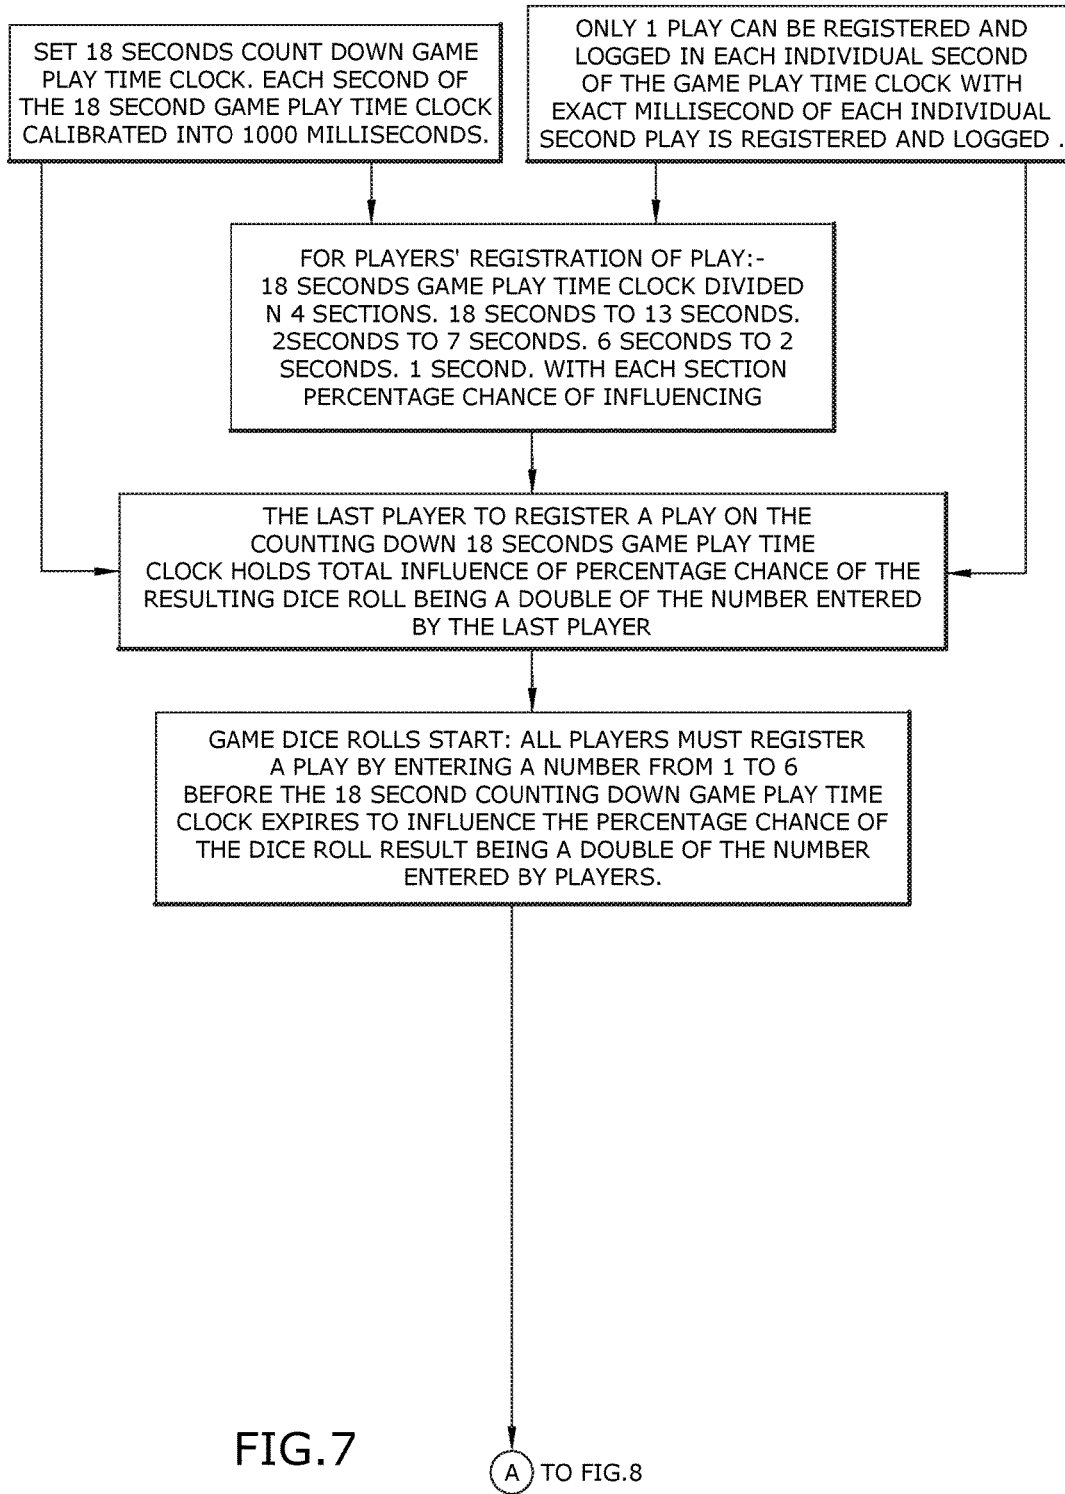 SET 18 SECONDS COUNT DOWN GAME
PLAY TIME CLOCK. EACH SECOND OF
THE 18 SECOND GAME PLAY TIME CLOCK
CALIBRATED INTO 1000 MILLISECONDS.
ONLY 1 PLAY CAN BE REGISTERED AND
LOGGED IN EACH INDIVIDUAL SECOND
OF THE GAME PLAY TIME CLOCK WITH
EXACT MILLISECOND OF EACH INDIVIDUAL
SECOND PLAY IS REGISTERED AND LOGGED .
FOR PLAYERS' REGISTRATION OF PLAY:-
18 SECONDS GAME PLAY TIME CLOCK DIVIDED
N 4 SECTIONS. 18 SECONDS TO 13 SECONDS.
2SECONDS TO 7 SECONDS. 6 SECONDS TO 2
SECONDS. 1 SECOND. WITH EACH SECTION
PERCENTAGE CHANCE OF INFLUENCING
THE LAST PLAYER TO REGISTER A PLAY ON THE
COUNTING DOWN 18 SECONDS GAME PLAY TIME
CLOCK HOLDS TOTAL INFLUENCE OF PERCENTAGE CHANCE OF THE
RESULTING DICE ROLL BEING A DOUBLE OF THE NUMBER ENTERED
BY THE LAST PLAYER
GAME DICE ROLLS START: ALL PLAYERS MUST REGISTER
A PLAY BY ENTERING A NUMBER FROM 1 TO 6
BEFORE THE 18 SECOND COUNTING DOWN GAME PLAY TIME
CLOCK EXPIRES TO INFLUENCE THE PERCENTAGE CHANCE OF
THE DICE ROLL RESULT BEING A DOUBLE OF THE NUMBER
ENTERED BY PLAYERS.
FIG.7
A TO FIG.8